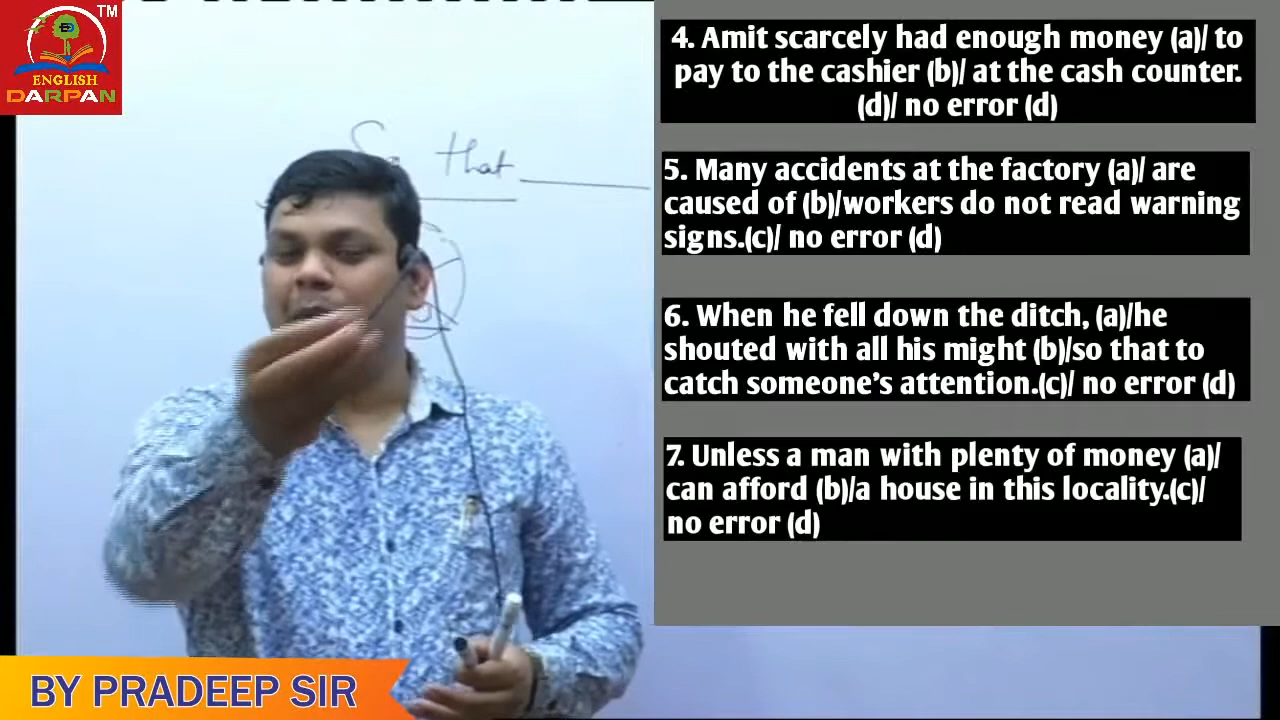 TM
ENGLISH
DARPAN
So that
4. Amit scarcely had enough money (a)/ to
pay to the cashier (b)/ at the cash counter.
(d)/ no error (d)
5. Many accidents at the factory (a)/ are
caused of (b)/workers do not read warning
signs.(c)/ no error (d)
6. When he fell down the ditch, (a)/he
shouted with all his might (b)/so that to
catch someone's attention.(c)/ no error (d)
7. Unless a man with plenty of money (a)/
can afford (b)/a house in this locality.(c)/
no error (d)
BY PRADEEP SIR